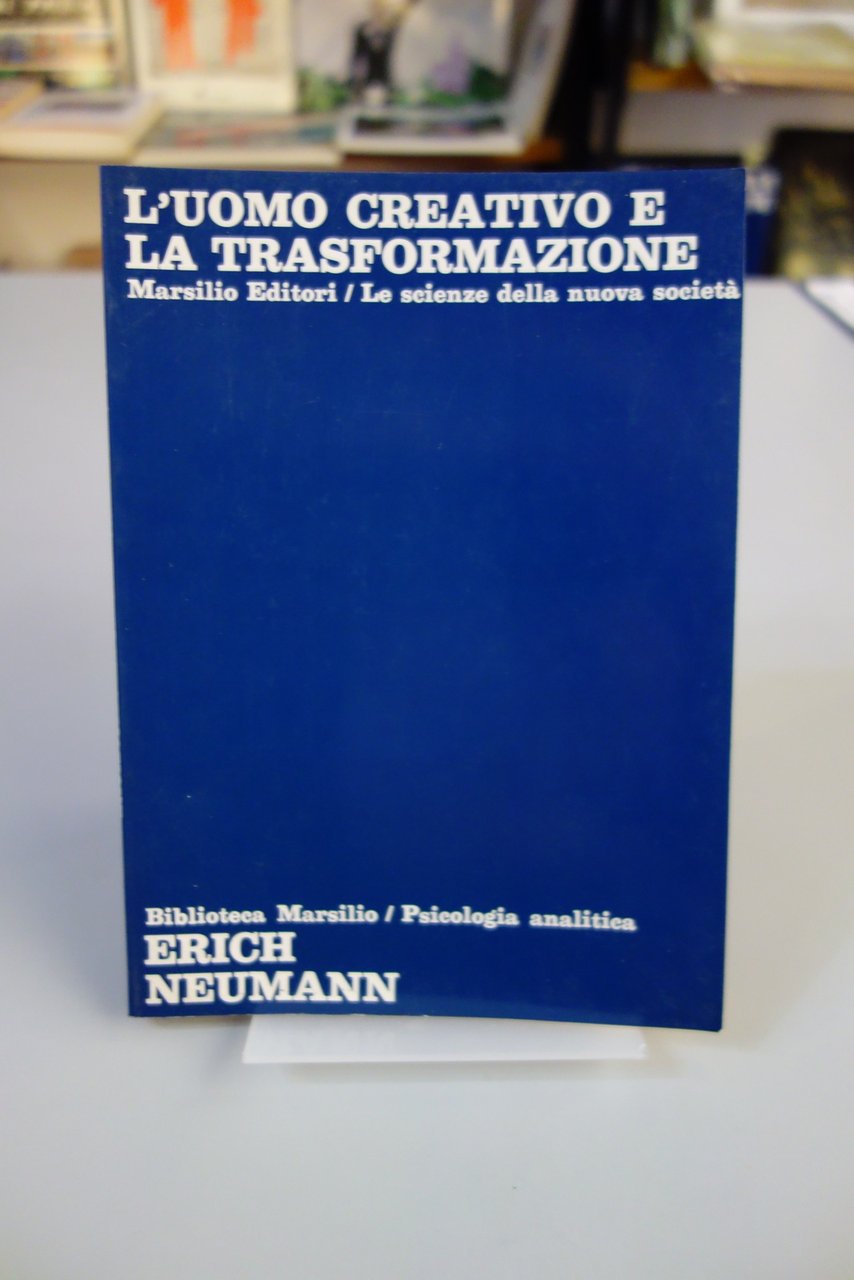 L'UOMO CREATIVO E
LA TRASFORMAZIONE
Marsilio Editori / Le scienze della nuova società
Biblioteca Marsilio / Psicologia analitica
ERICH
NEUMANN